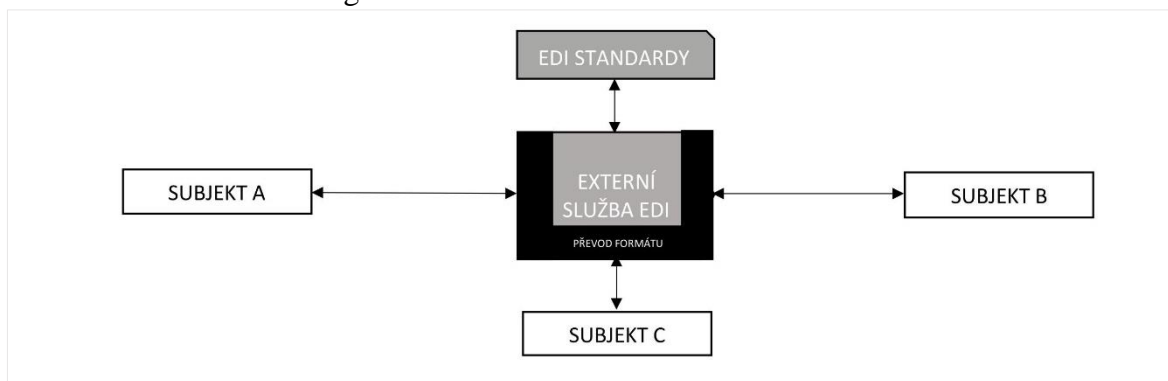 EDI STANDARDY
SUBJEKT A
EXTERNÍ
SLUŽBA EDI
PŘEVOD FORMÁTU
SUBJEKT B
SUBJEKT C